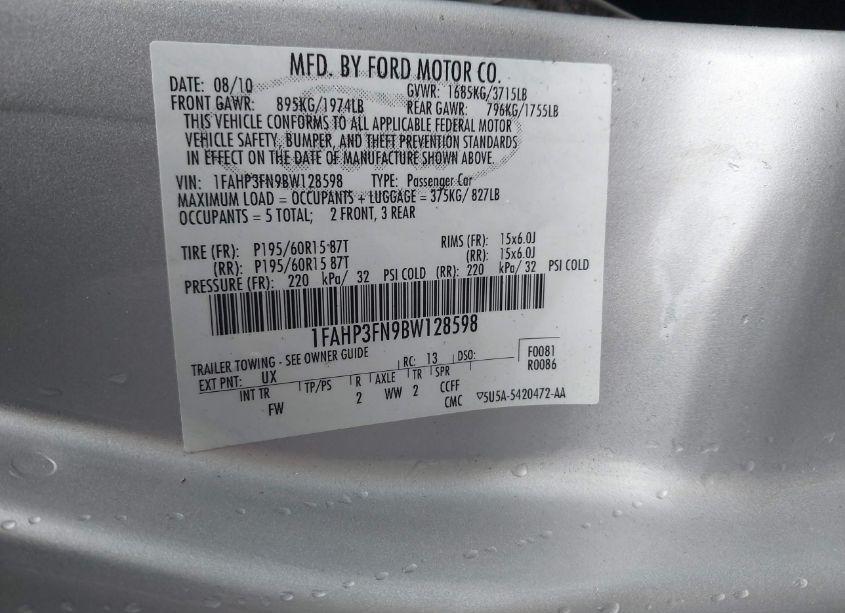 MFD. BY FORD MOTOR CO.
DATE: 08/10 GVWR: 1685KG/3715LB
FRONT GAWR: 895KG/1974LB REAR GAWR: 796KG/1755LB
THIS VEHICLE CONFORMS TO ALL APPLICABLE FEDERAL MOTOR
VEHICLE SAFETY, BUMPER, AND THEFT PREVENTION STANDARDS
IN EFFECT ON THE DATE OF MANUFACTURE SHOWN ABOVE.
VIN: 1FAHP3FN9BW128598 TYPE: Passenger Car
MAXIMUM LOAD = OCCUPANTS + LUGGAGE = 375KG/ 827LB
OCCUPANTS = 5 TOTAL; 2 FRONT, 3 REAR
TIRE (FR): P195/60R15 87T RIMS (FR): 15x6.0J
(RR): P195/60R15 87T (RR): 15x6.0J
PRESSURE (FR): 220 kPa/ 32 PSI COLD (RR): 220 kPa/ 32 PSI COLD
1FAHP3FN9BW128598
TRAILER TOWING - SEE OWNER GUIDE F0081
EXT PNT: UX RC: 13 DSO: R0086
INT TR TP/PS R AXLE TR SPR
FW 2 WW 2 CCFF
CMC ▽5U5A-5420472-AA